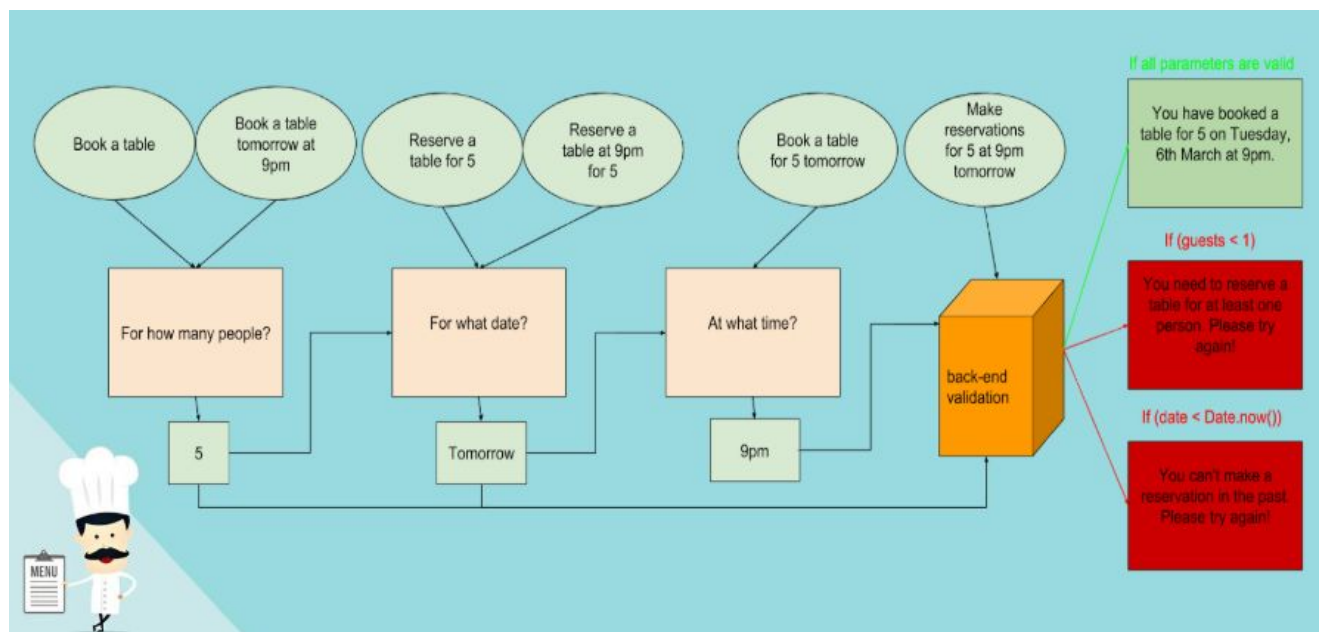 If all parameters are valid
Book a table
Book a table
tomorrow at
9pm
Reserve a
table for 5
Reserve a
table at 9pm
for 5
Book a table
for 5 tomorrow
Make
reservations
for 5 at 9pm
tomorrow
You have booked a
table for 5 on Tuesday,
6th March at 9pm.
If (guests < 1)
You need to reserve a
table for at least one
person. Please try
again!
For how many people?
For what date?
At what time?
back-end
validation
If (date < Date.now())
5
Tomorrow
9pm
You can't make a
reservation in the past.
Please try again!
MENU